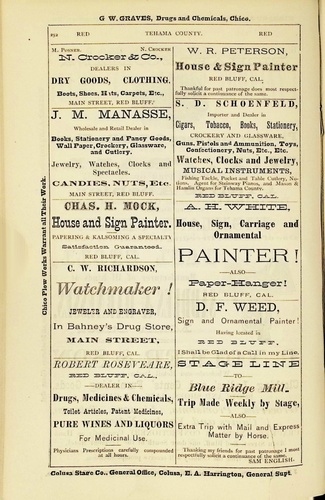 G W. GRAVES, Drugs and Chemicals, Chico.
252 RED TEHAMA COUNTY. RED
M. POSNER. N. CROCKER
N. Crocker & Co.,
DEALERS IN
DRY GOODS, CLOTHING,
Boots, Shoes, Hats, Carpets, Etc.,
MAIN STREET, RED BLUFF.
J. M. MANASSE,
Wholesale and Retail Dealer in
Books, Stationery and Fancy Goods,
Wall Paper, Crockery, Glassware,
and Cutlery.
Jewelry, Watches, Clocks and
Spectacles.
CANDIES, NUTS, Etc.
MAIN STREET, RED BLUFF.
CHAS. H. MOCK,
House and Sign Painter.
PAPERING & KALSOMING A SPECIALTY
Satisfaction Guaranteed.
RED BLUFF, CAL.
C. W. RICHARDSON,
Watchmaker !
JEWELER AND ENGRAVER,
In Bahney's Drug Store,
MAIN STREET,
RED BLUFF, CAL.
ROBERT ROSEVEARE,
RED BLUFF, CAL.,
—DEALER IN—
Drugs, Medicines & Chemicals,
Toilet Articles, Patent Medicines,
PURE WINES AND LIQUORS
For Medicinal Use.
Physicians Prescriptions carefully compounded
at all hours.
W. R. PETERSON,
House & Sign Painter
RED BLUFF, CAL.
Thankful for past patronage does most respect-
fully solicit a continuance of the same.
S. D. SCHOENFELD,
Importer and Dealer in
Cigars, Tobacco, Books, Stationery,
CROCKERY AND GLASSWARE,
Guns, Pistols and Ammunition, Toys,
Confectionery, Nuts, Etc., Etc.
Watches, Clocks and Jewelry,
MUSICAL INSTRUMENTS,
Fishing Tackle, Pocket and Table Cutlery, No-
tions, Agent for Steinway Pianos, and Mason &
Hamlin Organs for Tehama County.
RED BLUFF, CAL.
A. H. WHITE,
House, Sign, Carriage and
Ornamental
PAINTER!
—ALSO—
Paper-Hanger!
RED BLUFF, CAL.
D. F. WEED,
Sign and Ornamental Painter!
Having located in
RED BLUFF,
I Shall be Glad of a Call in my Line.
STAGE LINE
—TO—
Blue Ridge Mill.
Trip Made Weekly by Stage,
—ALSO—
Extra Trip with Mail and Express
Matter by Horse.
Thanking my friends for past patronage I most
respectfully solicit a continuance of the same.
SAM ENGLISH.
Chico Plow Works Warrant all Their Work.
Colusa Stage Co., General Office, Colusa, E. A. Harrington, General Supt.